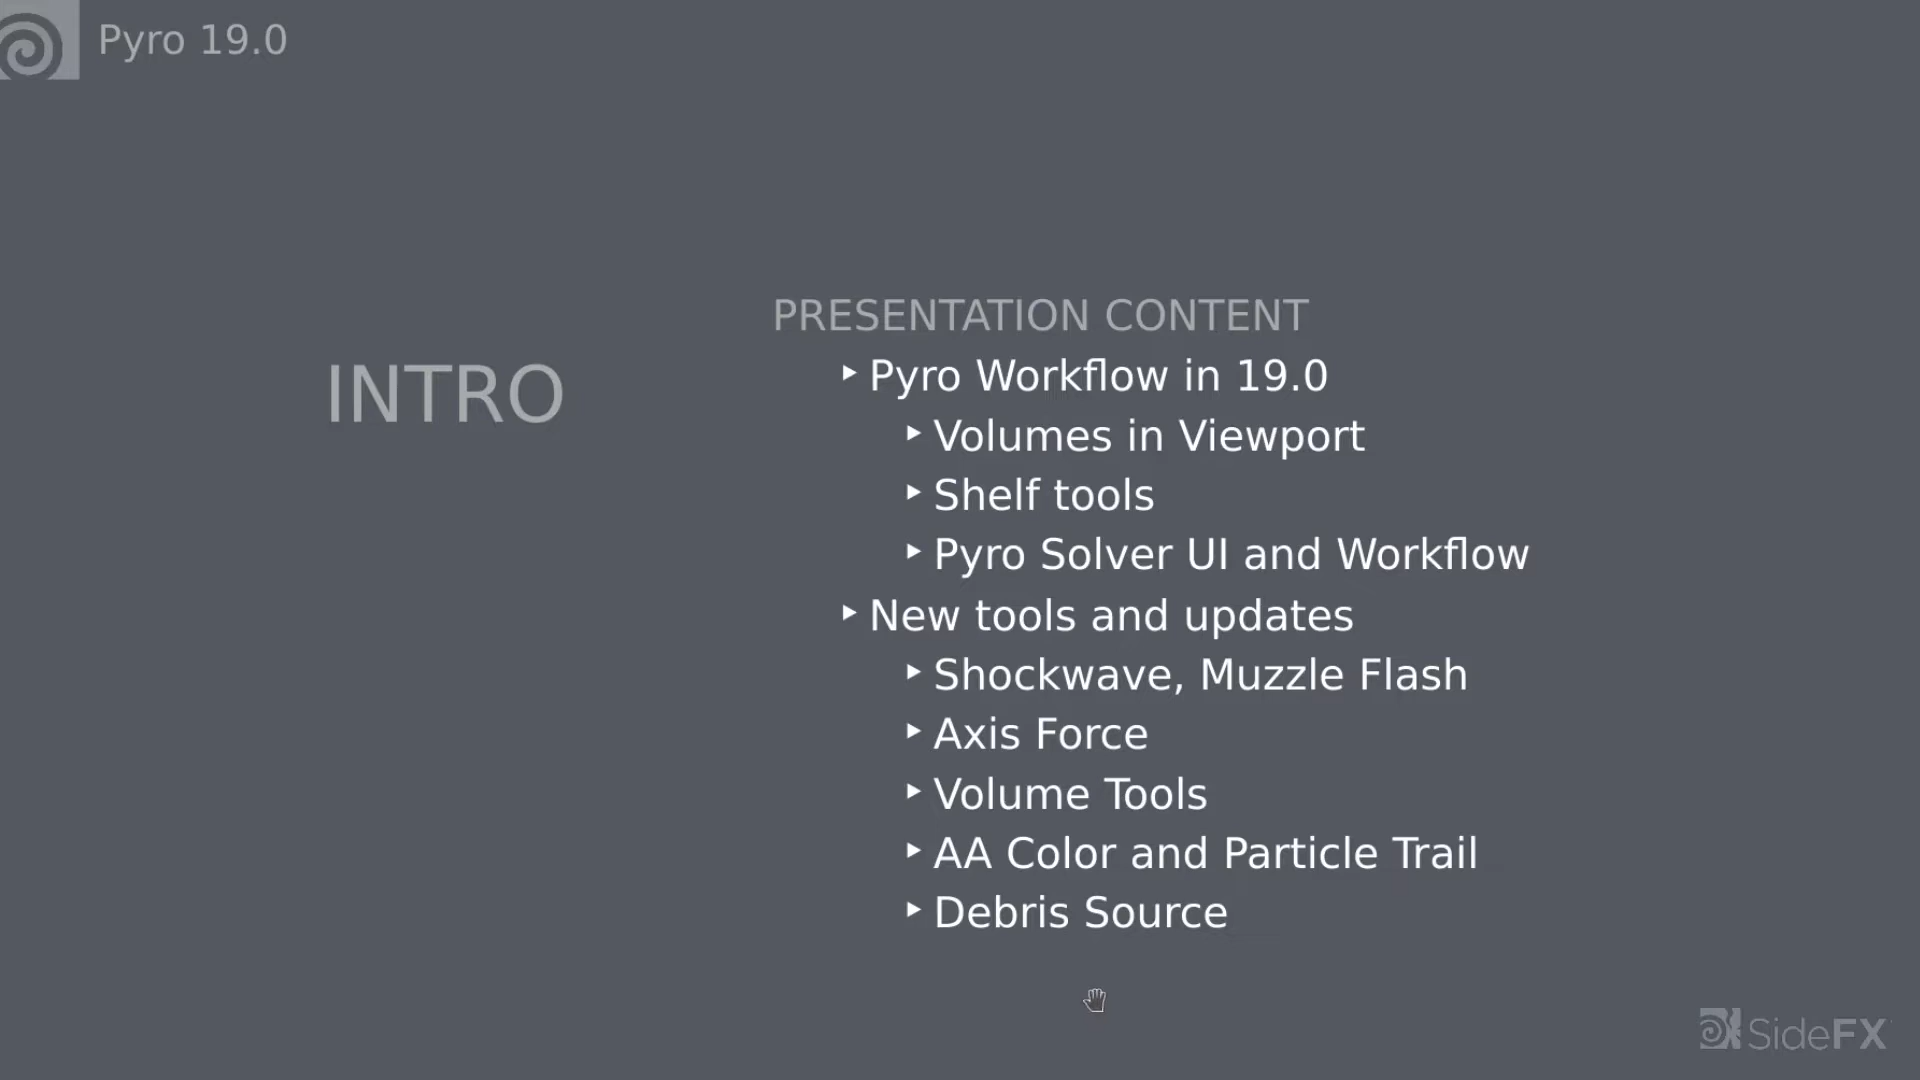 Pyro 19.0
INTRO
PRESENTATION CONTENT
Pyro Workflow in 19.0
Volumes in Viewport
Shelf tools
Pyro Solver UI and Workflow
New tools and updates
Shockwave, Muzzle Flash
Axis Force
Volume Tools
AA Color and Particle Trail
Debris Source
SideFX